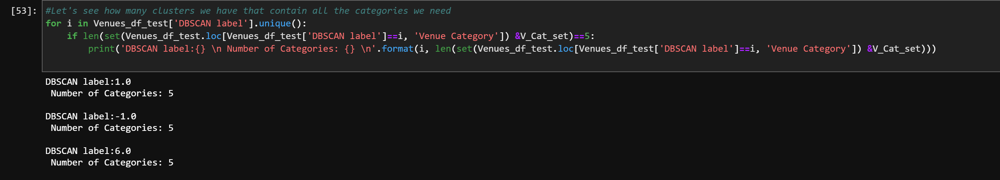 [53]: #Let's see how many clusters we have that contain all the categories we need
for i in Venues_df_test['DBSCAN label'].unique():
    if len(set(Venues_df_test.loc[Venues_df_test['DBSCAN label']==i, 'Venue Category']) &V_Cat_set)==5:
        print('DBSCAN label:{} \n Number of Categories: {} \n'.format(i, len(set(Venues_df_test.loc[Venues_df_test['DBSCAN label']==i, 'Venue Category']) &V_Cat_set)))
DBSCAN label:1.0
 Number of Categories: 5
DBSCAN label:-1.0
 Number of Categories: 5
DBSCAN label:6.0
 Number of Categories: 5